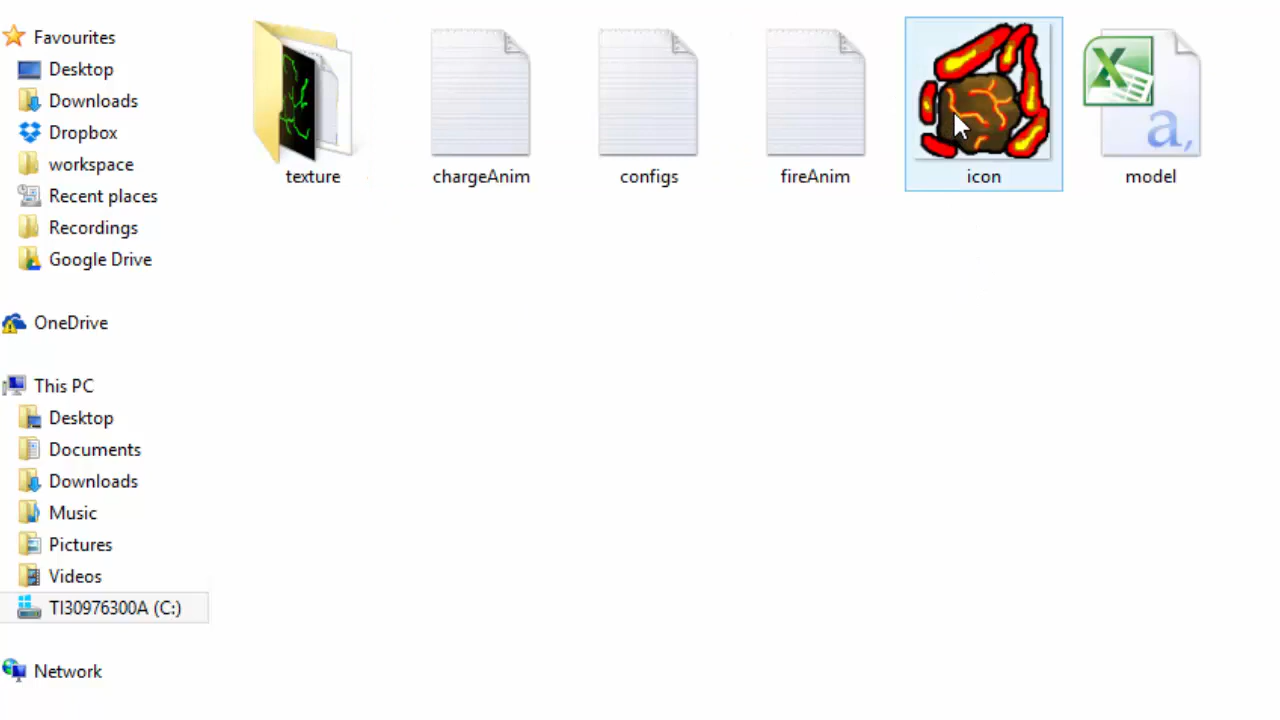 Favourites
Desktop
Downloads
Dropbox
workspace
Recent places
Recordings
Google Drive
OneDrive
This PC
Desktop
Documents
Downloads
Music
Pictures
Videos
TI30976300A (C:)
Network
texture
chargeAnim
configs
fireAnim
icon
model
a,